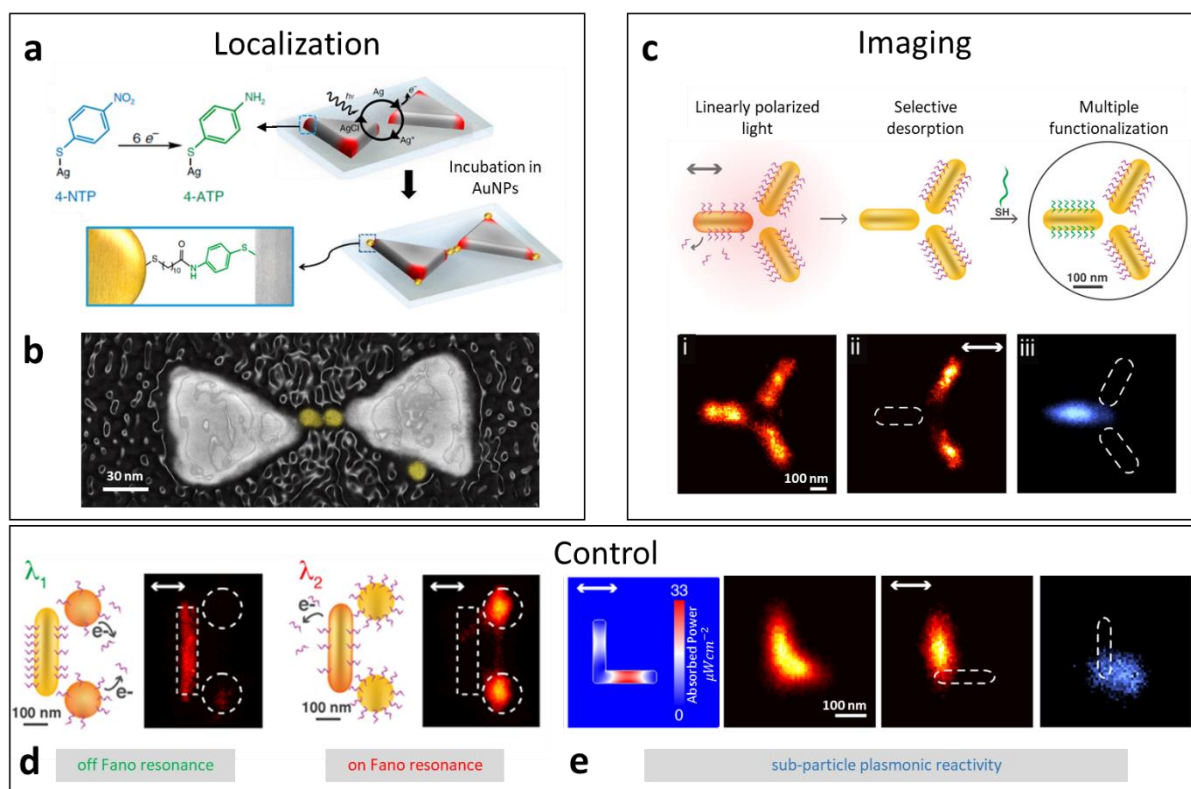 a
Localization
NO₂
NH₂
6 e⁻
S
S
Ag
Ag
4-NTP
4-ATP
hν
Ag
e⁻
AgCl
Ag⁺
Incubation in
AuNPs
S
10
O
N
H
S
b
30 nm
c
Imaging
Linearly polarized
light
Selective
desorption
Multiple
functionalization
SH
100 nm
i
ii
iii
100 nm
Control
λ₁
e-
e-
100 nm
λ₂
e-
100 nm
33
Absorbed Power
μWcm⁻²
0
100 nm
d
off Fano resonance
on Fano resonance
e
sub-particle plasmonic reactivity